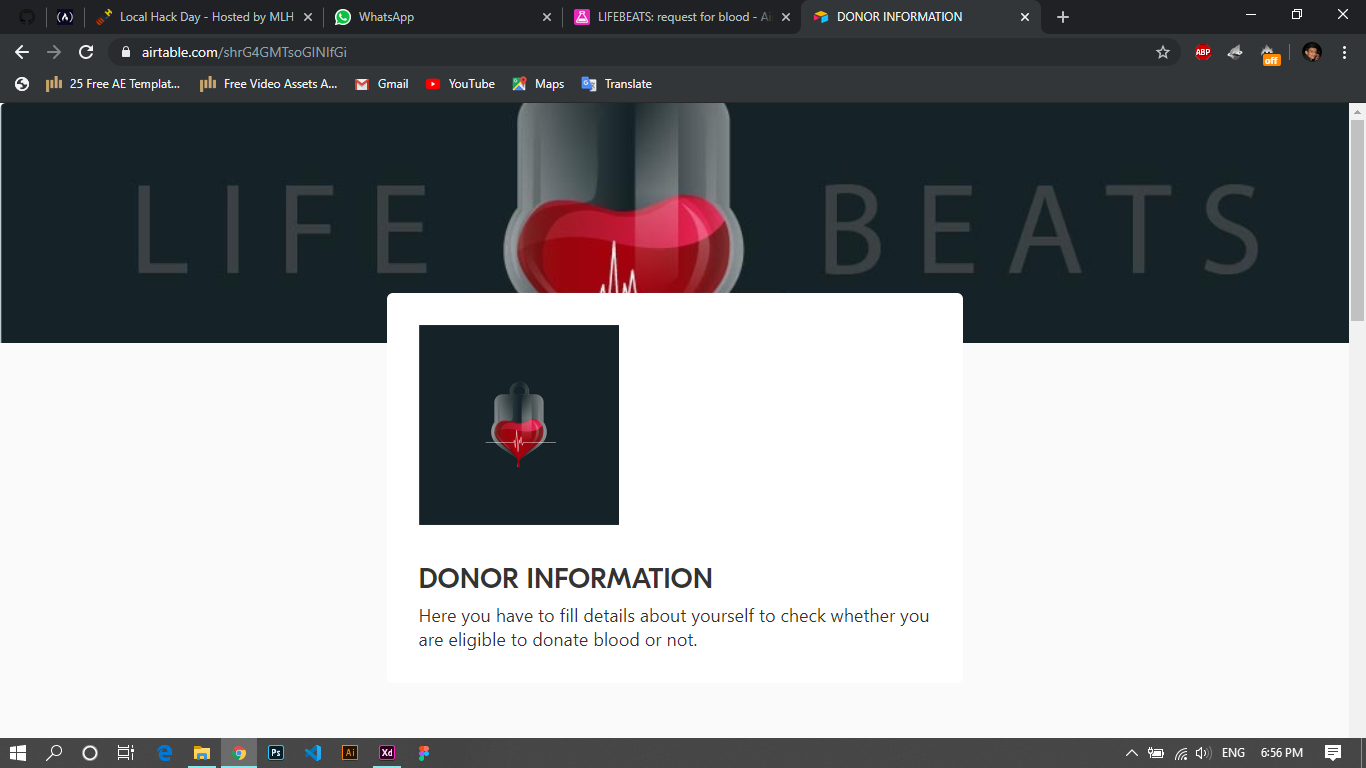 Local Hack Day - Hosted by MLH
WhatsApp
LIFEBEATS: request for blood - Ai
DONOR INFORMATION
airtable.com/shrG4GMTsoGINIfGi
ABP
off
25 Free AE Templat...
Free Video Assets A...
Gmail
YouTube
Maps
Translate
LIFE BEATS
DONOR INFORMATION
Here you have to fill details about yourself to check whether you
are eligible to donate blood or not.
Ps
Ai
Xd
ENG
6:56 PM